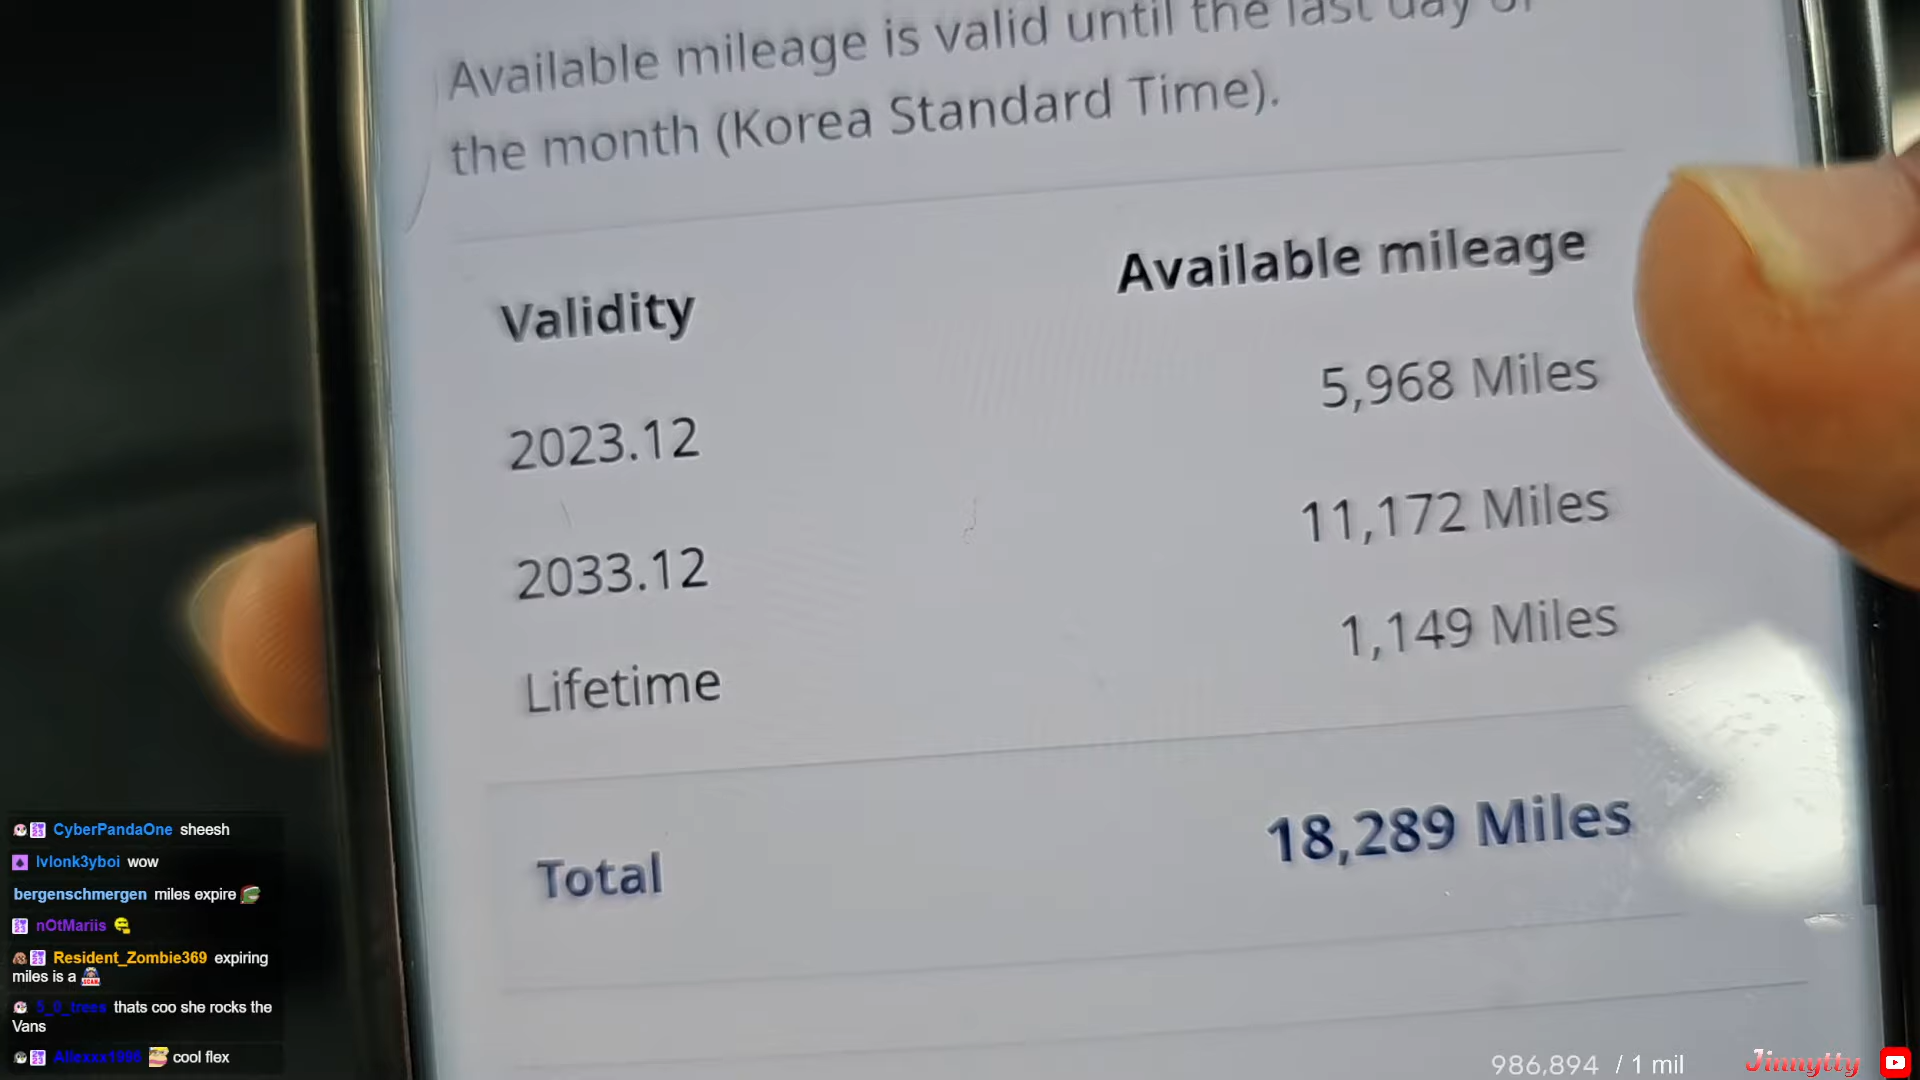 Available mileage is valid until the last day of
the month (Korea Standard Time).
Validity Available mileage
2023.12 5,968 Miles
2033.12 11,172 Miles
Lifetime 1,149 Miles
Total 18,289 Miles
CyberPandaOne sheesh
lvlonk3yboi wow
bergenschmergen miles expire
nOtMariis
Resident_Zombie369 expiring
miles is a
5_0_trees thats coo she rocks the
Vans
Allexxx1996 cool flex
986,894 / 1 mil Jinnytty